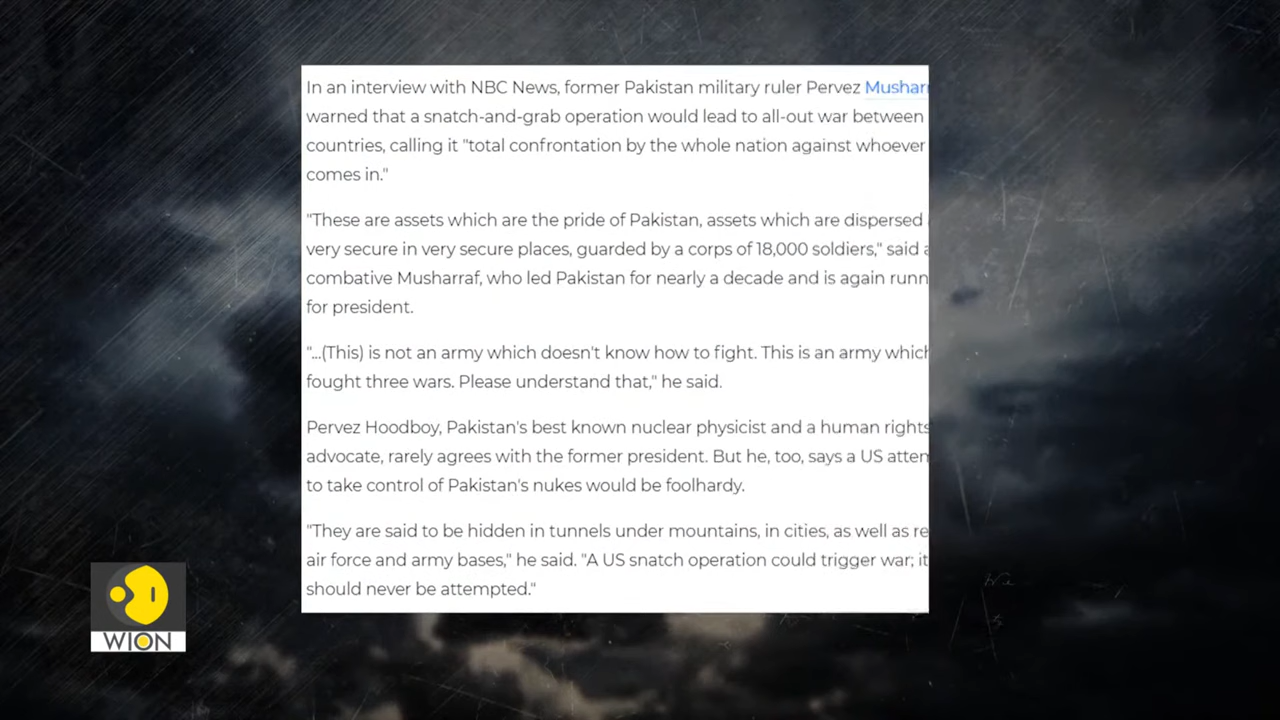 In an interview with NBC News, former Pakistan military ruler Pervez
warned that a snatch-and-grab operation would lead to all-out war between
countries, calling it "total confrontation by the whole nation against whoever
comes in."
"These are assets which are the pride of Pakistan, assets which are dispersed
very secure in very secure places, guarded by a corps of 18,000 soldiers," said
combative Musharraf, who led Pakistan for nearly a decade and is again
for president.
"...(This) is not an army which doesn't know how to fight. This is an army
fought three wars. Please understand that," he said.
Pervez Hoodboy, Pakistan's best known nuclear physicist and a human rights
advocate, rarely agrees with the former president. But he, too, says a US
to take control of Pakistan's nukes would be foolhardy.
"They are said to be hidden in tunnels under mountains, in cities, as well as
air force and army bases," he said. "A US snatch operation could trigger war; it
should never be attempted."
WION